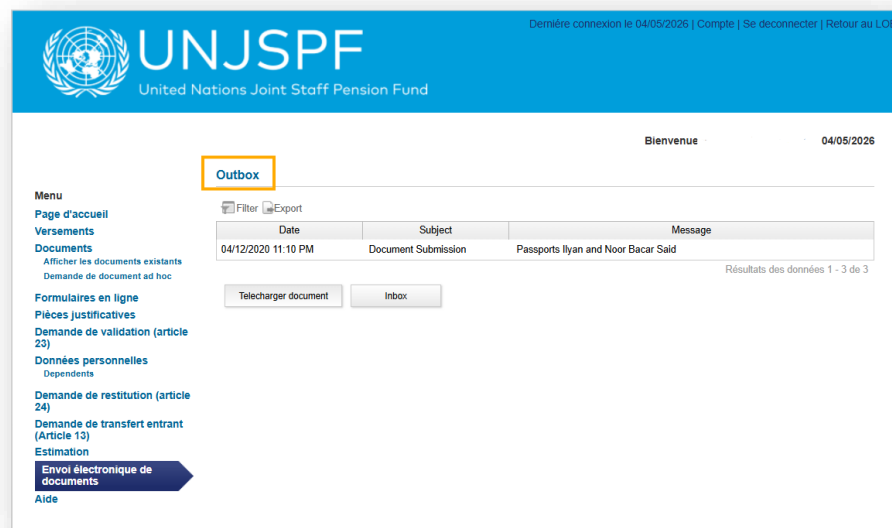 Dernière connexion le 04/05/2026 | Compte | Se deconnecter | Retour au
UNJSPF
United Nations Joint Staff Pension Fund
Bienvenue 04/05/2026
Outbox
Menu
Page d'accueil
Versements
Documents
Afficher les documents existants
Demande de document ad hoc
Formulaires en ligne
Pièces justificatives
Demande de validation (article
23)
Données personnelles
Dependents
Demande de restitution (article
24)
Demande de transfert entrant
(Article 13)
Estimation
Envoi électronique de
documents
Aide
Filter Export
Date Subject Message
04/12/2020 11:10 PM Document Submission Passports Ilyan and Noor Bacar Said
Résultats des données 1 - 3 de 3
Telecharger document Inbox